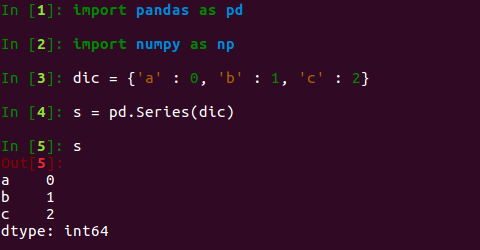 In [1]: import pandas as pd
In [2]: import numpy as np
In [3]: dic = {'a' : 0, 'b' : 1, 'c' : 2}
In [4]: s = pd.Series(dic)
In [5]: s
Out[5]:
a    0
b    1
c    2
dtype: int64